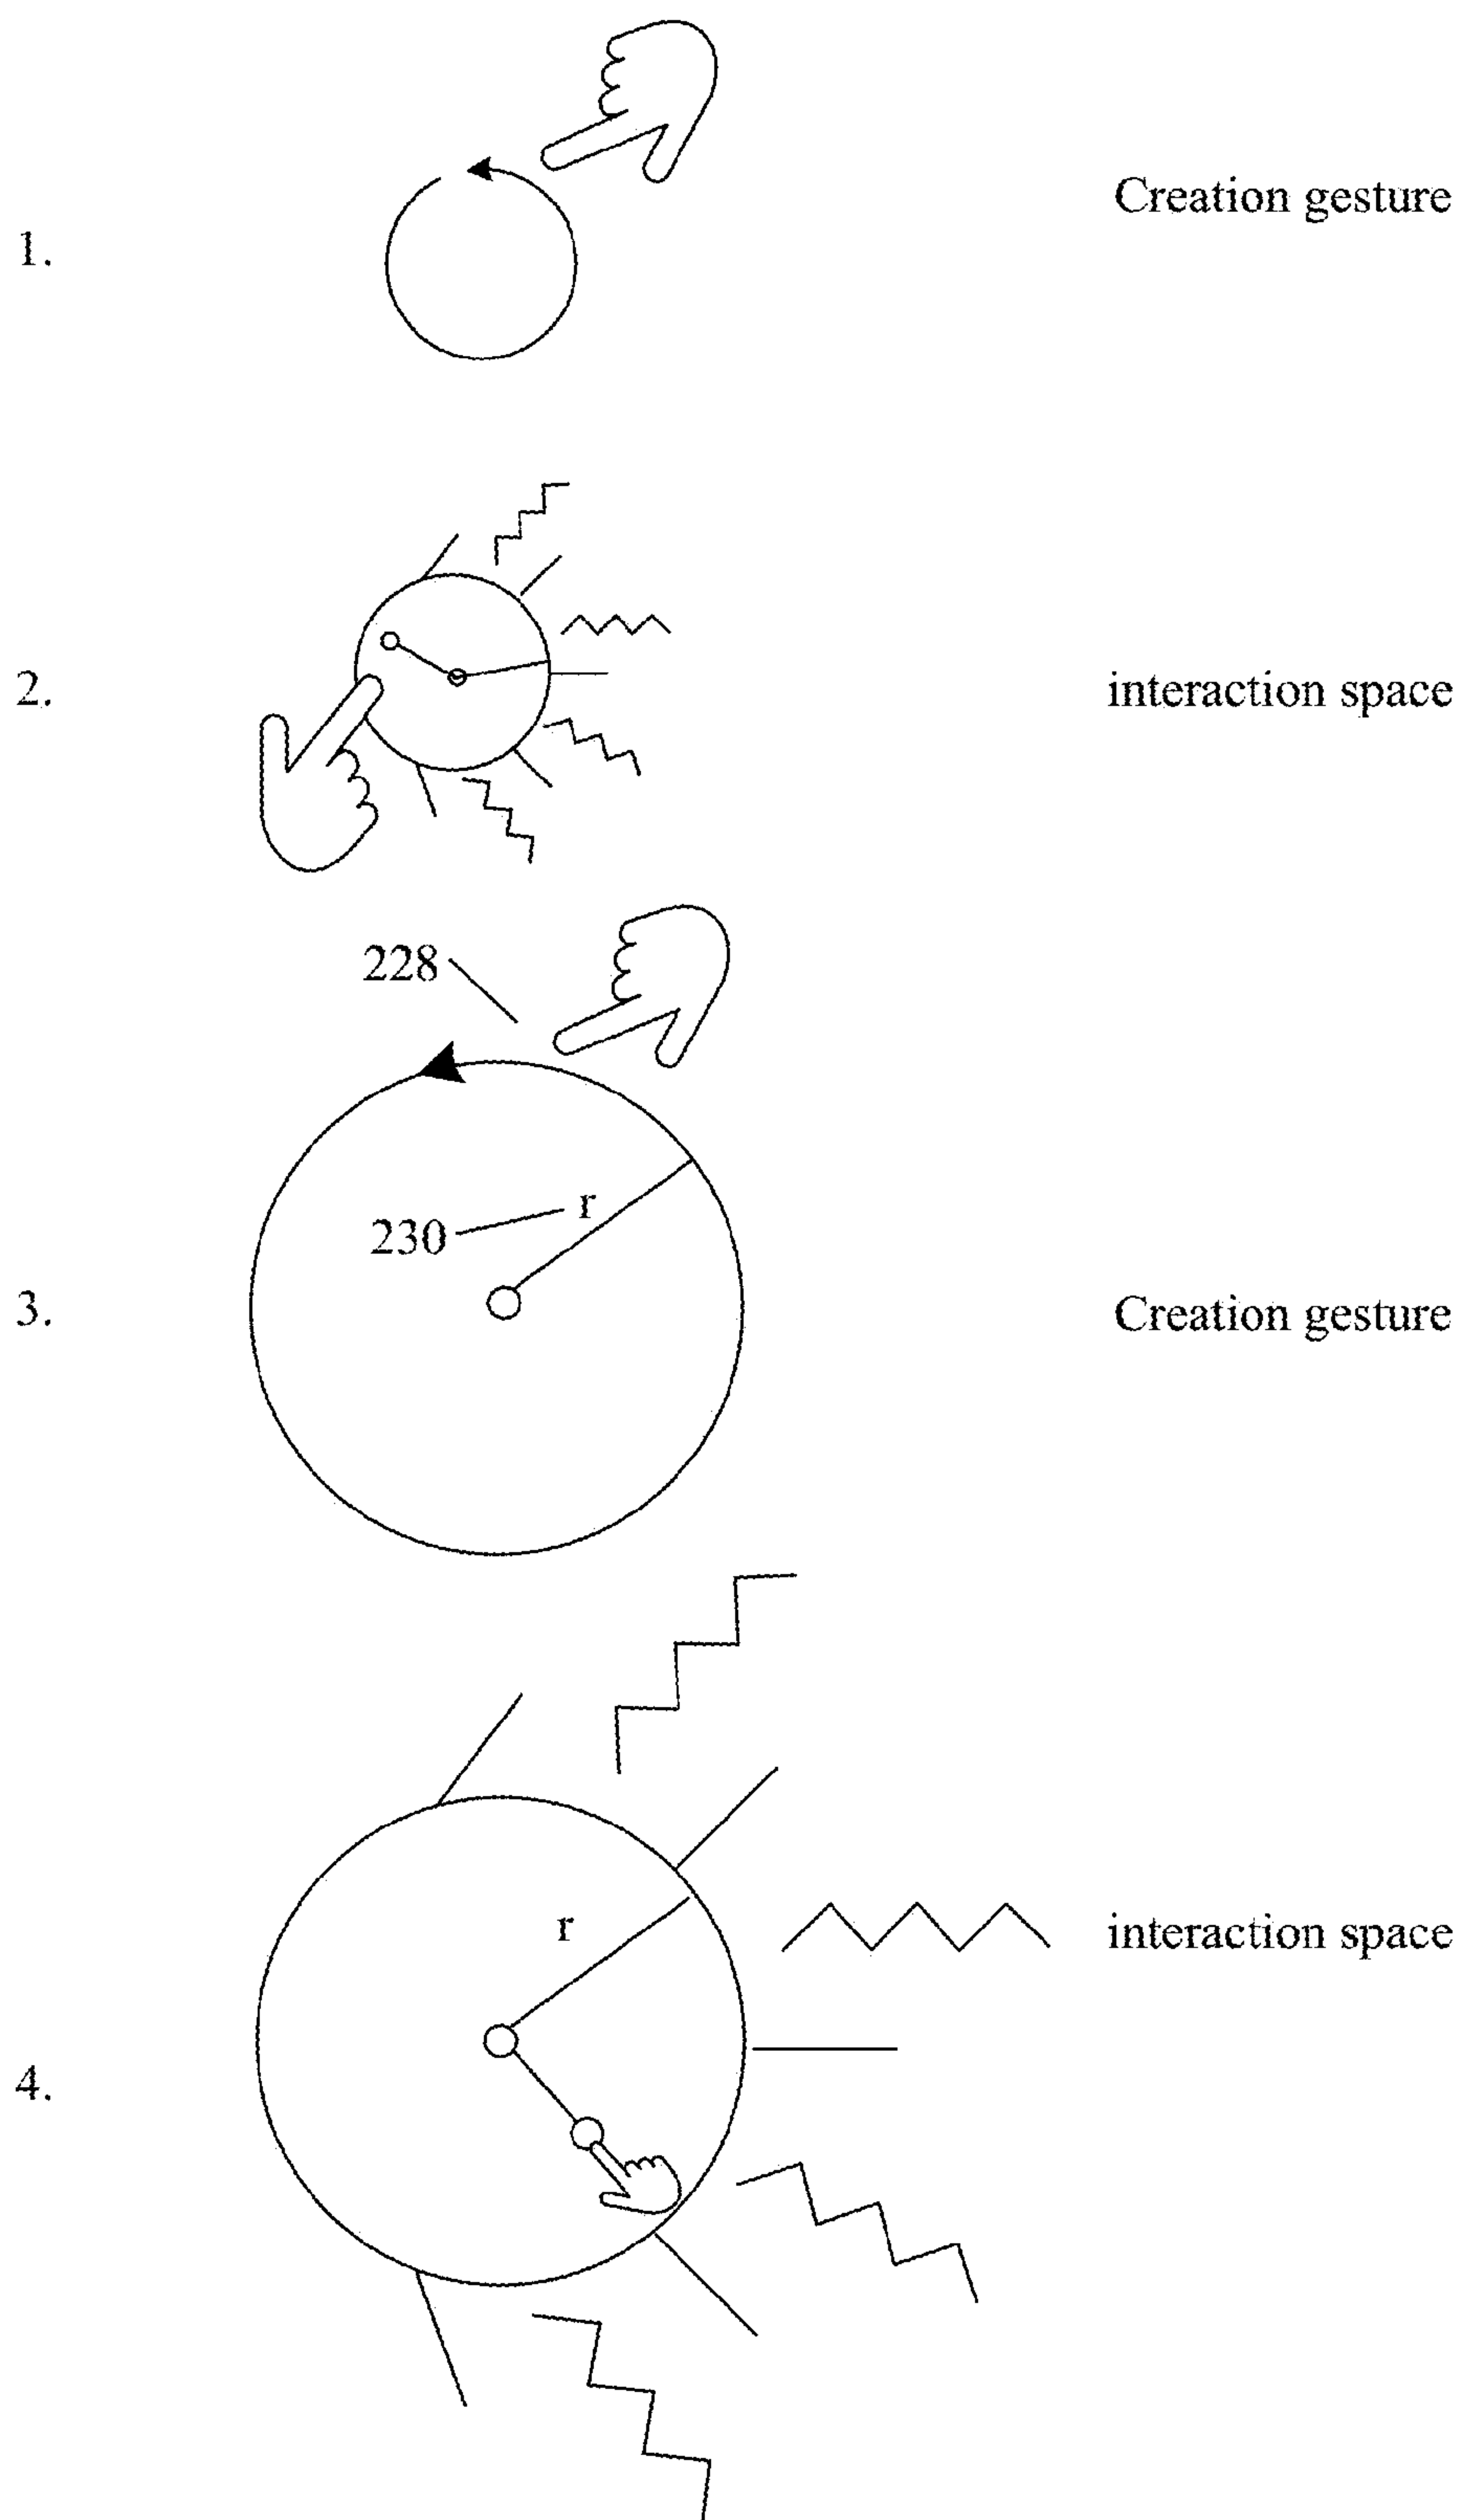 Creation gesture
1.
2.
interaction space
228
230
r
3.
Creation gesture
r
interaction space
4.